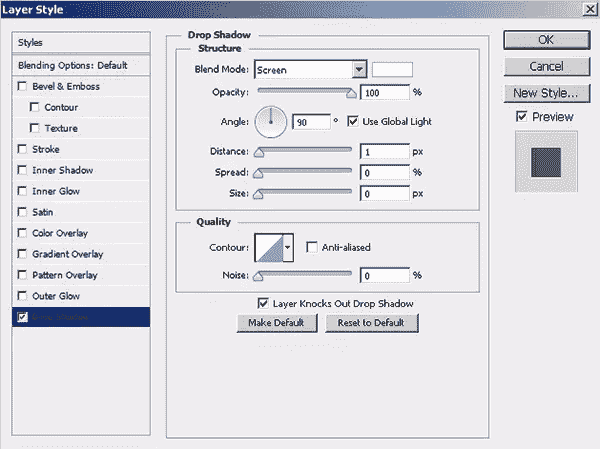 Layer Style
Styles
Blending Options: Default
Bevel & Emboss
Contour
Texture
Stroke
Inner Shadow
Inner Glow
Satin
Color Overlay
Gradient Overlay
Pattern Overlay
Outer Glow
Drop Shadow
Structure
Blend Mode: Screen
Opacity: 100 %
Angle: 90 ° Use Global Light
Distance: 1 px
Spread: 0 %
Size: 0 px
Quality
Contour: Anti-aliased
Noise: 0 %
Layer Knocks Out Drop Shadow
Make Default Reset to Default
OK
Cancel
New Style...
Preview